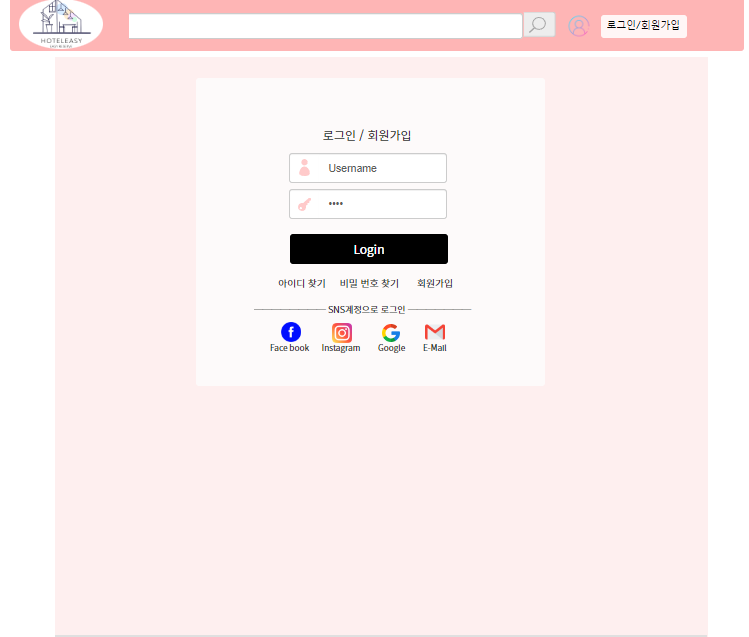 HOTELEASY
로그인/회원가입
로그인 / 회원가입
Username
••••
Login
아이디 찾기 비밀 번호 찾기 회원가입
SNS계정으로 로그인
Face book Instagram Google E-Mail